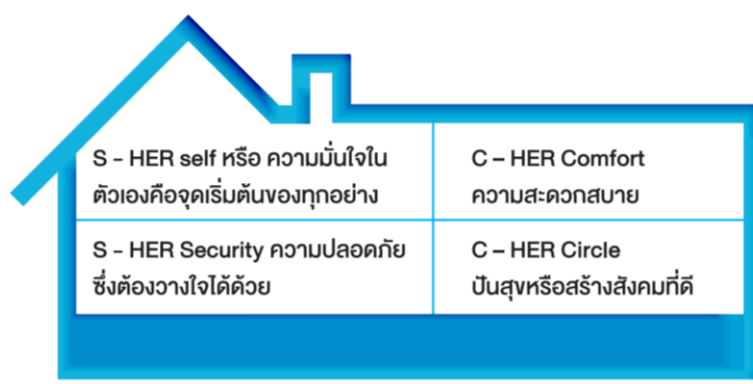 S - HER self หรือ ความมั่นใจใน
ตัวเองคือจุดเริ่มต้นของทุกอย่าง
C – HER Comfort
ความสะดวกสบาย
S - HER Security ความปลอดภัย
ซึ่งต้องวางใจได้ด้วย
C – HER Circle
ปันสุขหรือสร้างสังคมที่ดี